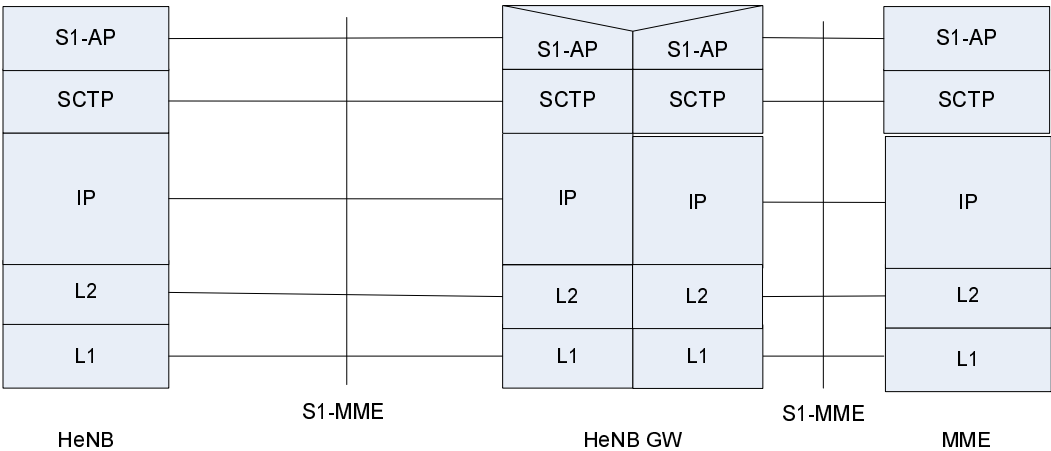 S1-AP
S1-AP S1-AP
S1-AP
SCTP
SCTP SCTP
SCTP
IP
IP IP
IP
L2
L2 L2
L2
L1
L1 L1
L1
S1-MME
S1-MME
HeNB
HeNB GW
MME